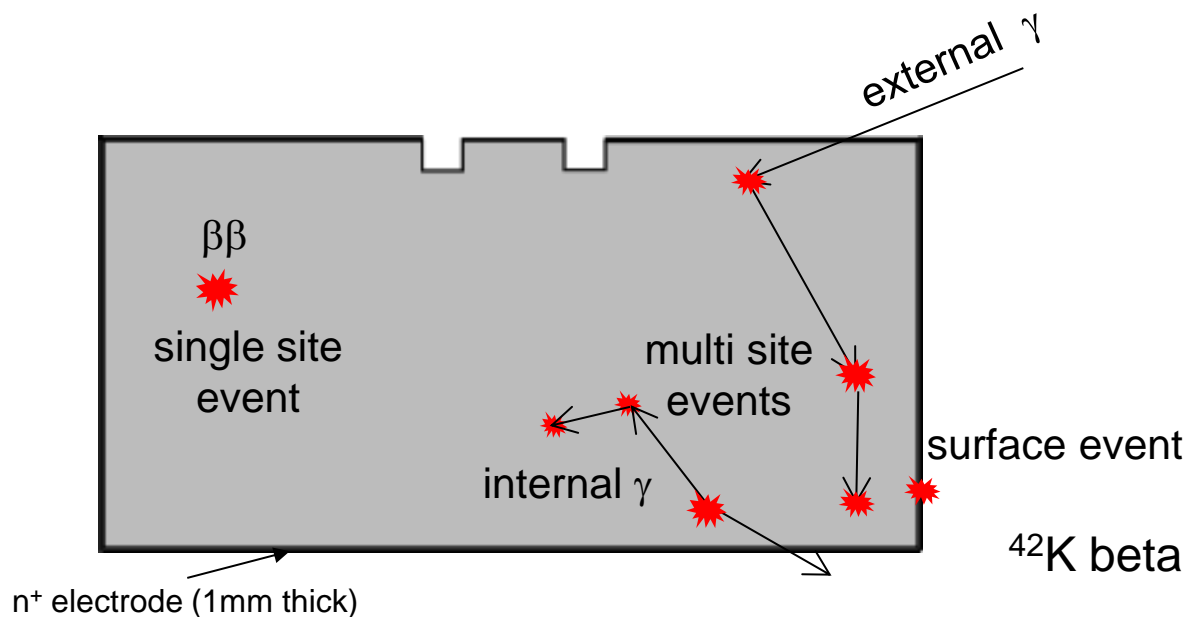 external γ
ββ
single site
event
multi site
events
internal γ
surface event
⁴²K beta
n⁺ electrode (1mm thick)